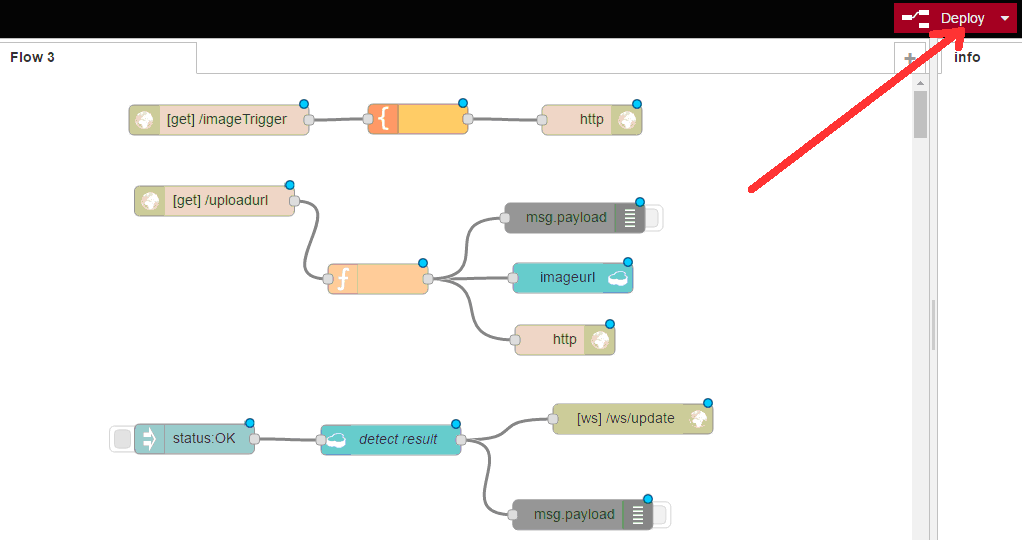 Deploy
Flow 3
+
info
[get] /imageTrigger
{
http
[get] /uploadurl
msg.payload
f
imageurl
http
[ws] /ws/update
status:OK
detect result
msg.payload